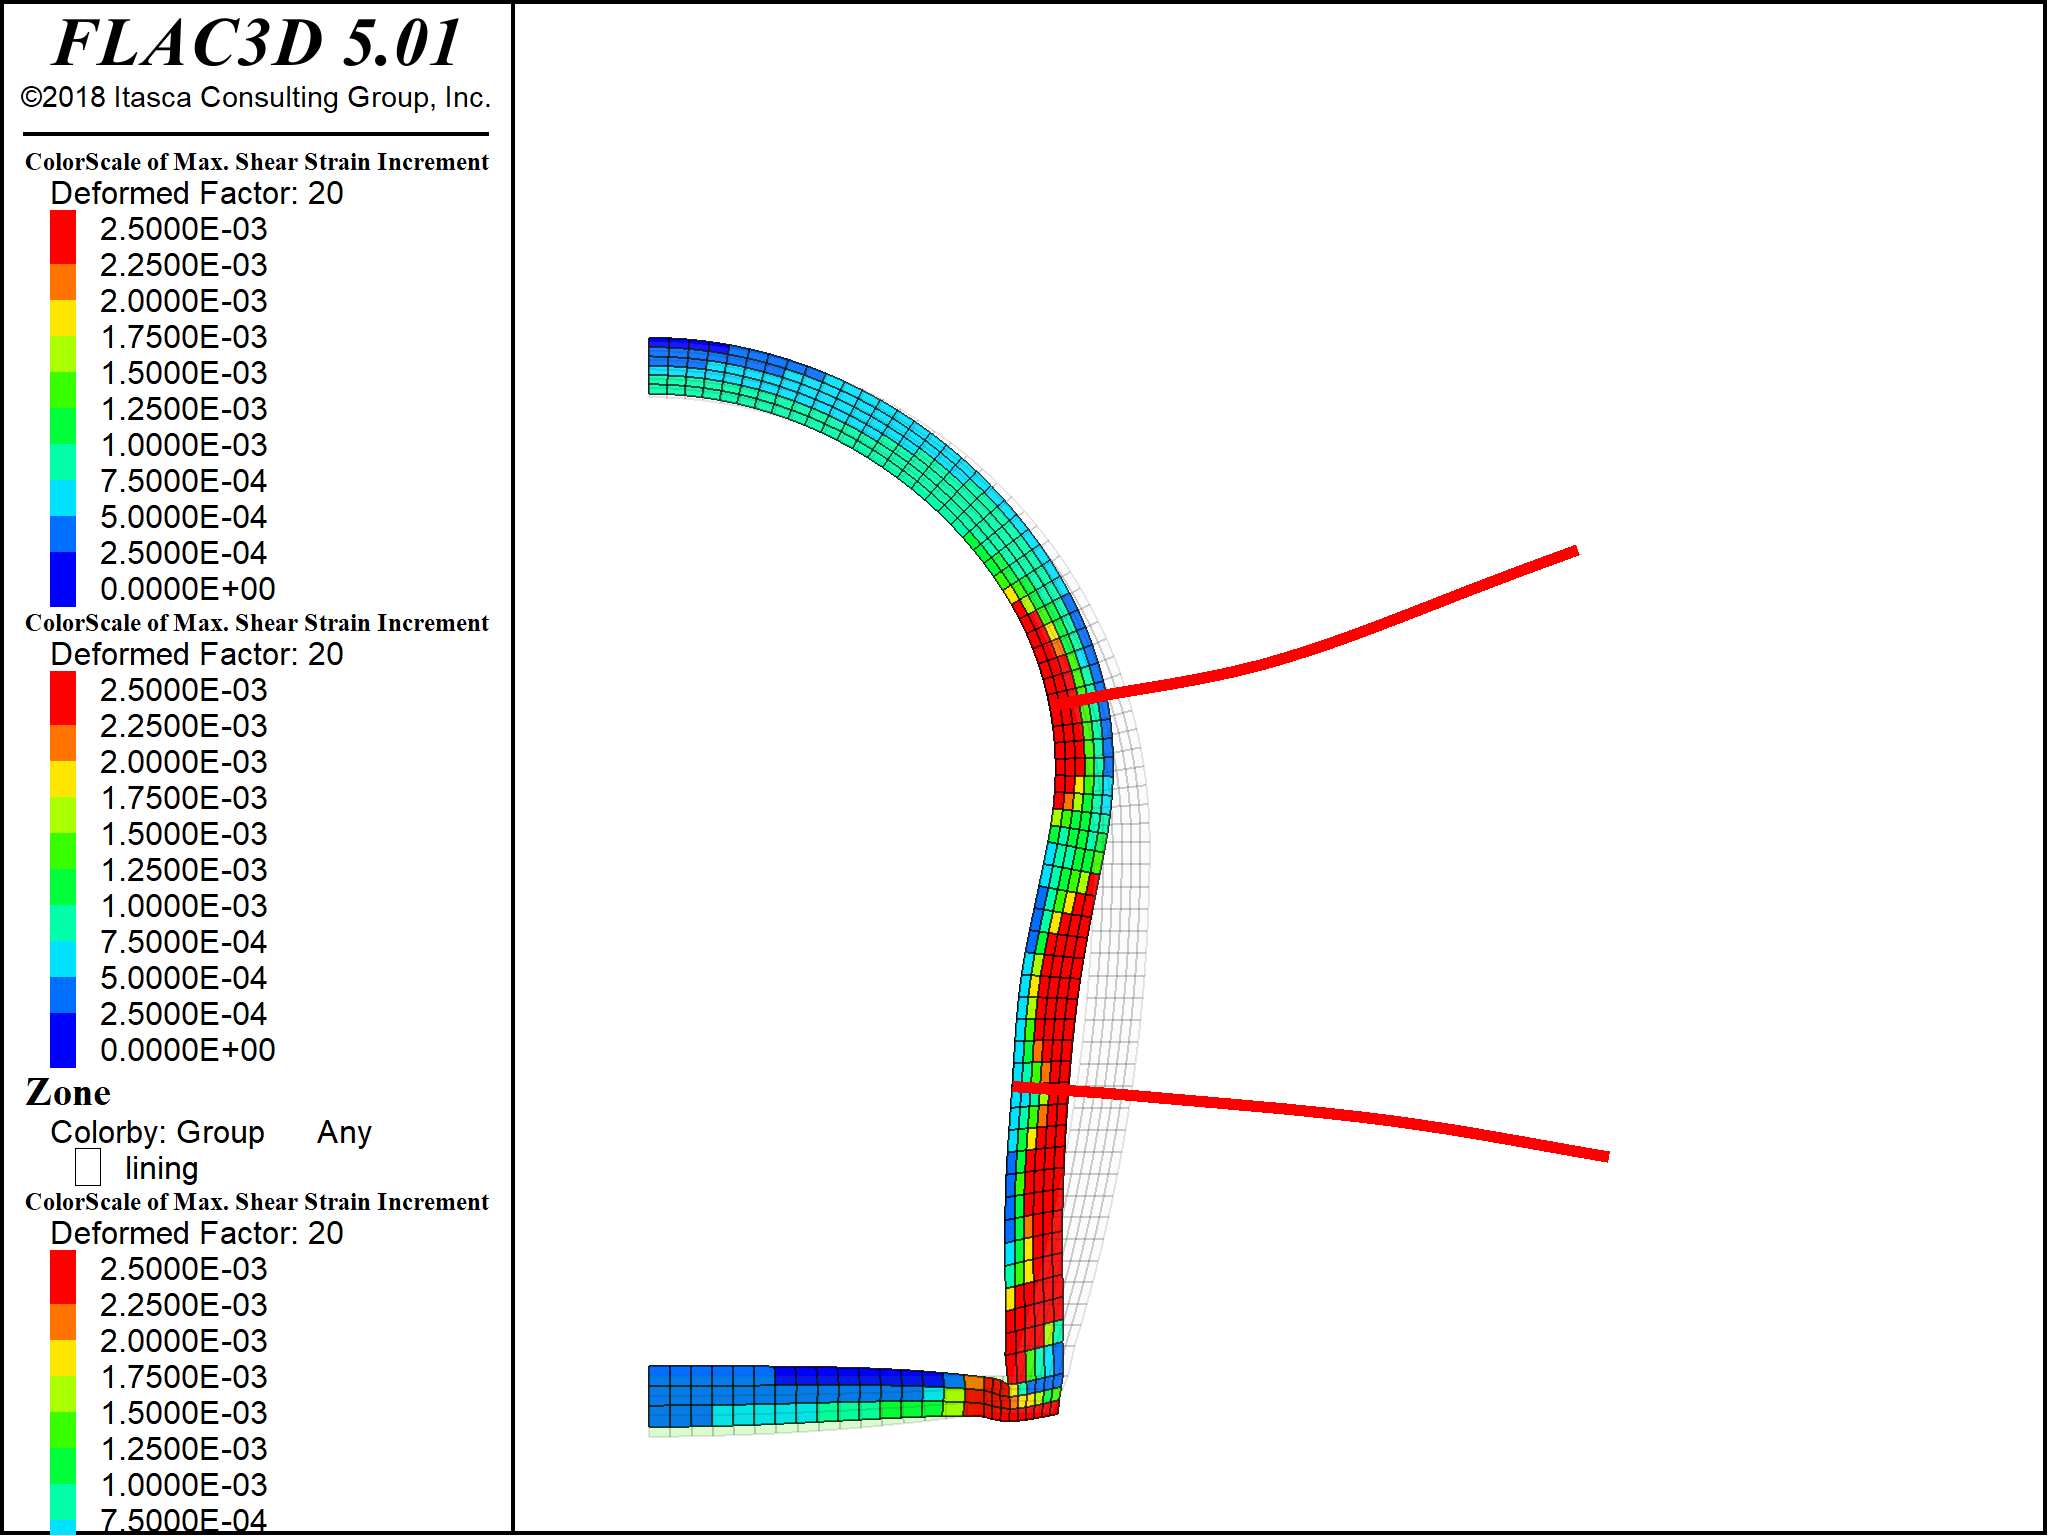 FLAC3D 5.01
©2018 Itasca Consulting Group, Inc.
ColorScale of Max. Shear Strain Increment
Deformed Factor: 20
2.5000E-03
2.2500E-03
2.0000E-03
1.7500E-03
1.5000E-03
1.2500E-03
1.0000E-03
7.5000E-04
5.0000E-04
2.5000E-04
0.0000E+00
ColorScale of Max. Shear Strain Increment
Deformed Factor: 20
2.5000E-03
2.2500E-03
2.0000E-03
1.7500E-03
1.5000E-03
1.2500E-03
1.0000E-03
7.5000E-04
5.0000E-04
2.5000E-04
0.0000E+00
Zone
Colorby: Group Any
lining
ColorScale of Max. Shear Strain Increment
Deformed Factor: 20
2.5000E-03
2.2500E-03
2.0000E-03
1.7500E-03
1.5000E-03
1.2500E-03
1.0000E-03
7.5000E-04